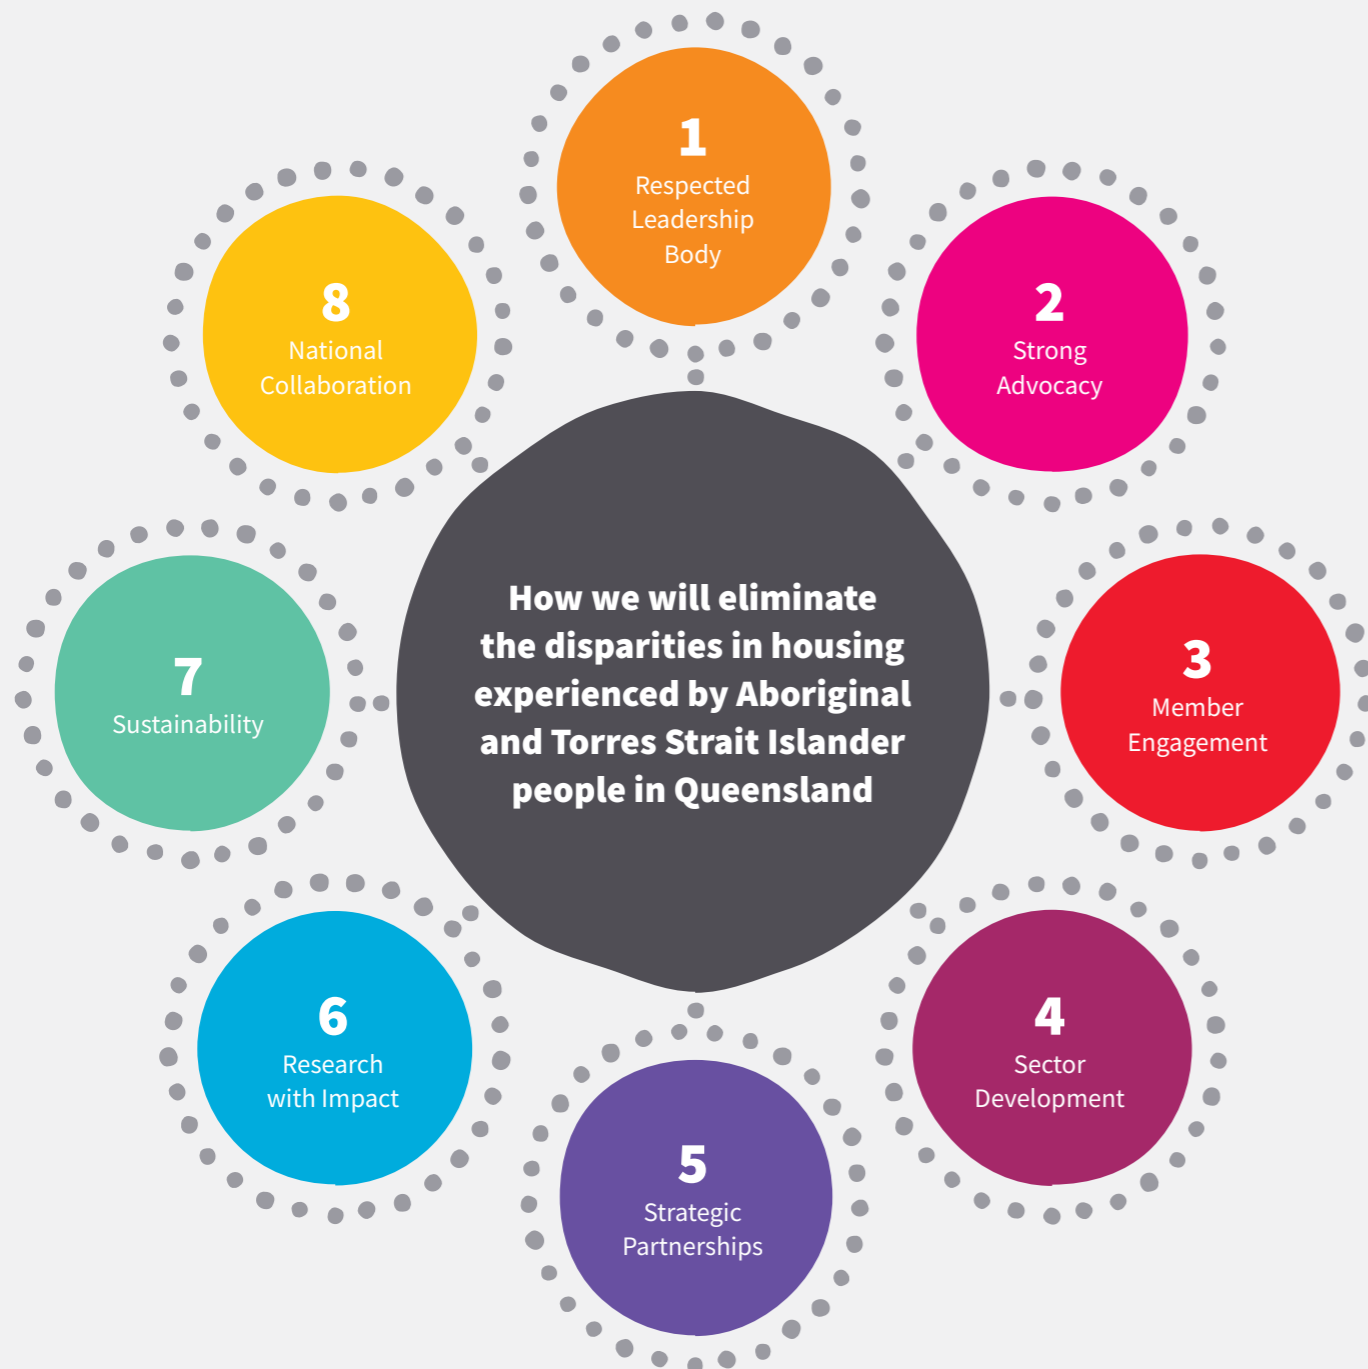 1
Respected
Leadership
Body
2
Strong
Advocacy
3
Member
Engagement
4
Sector
Development
5
Strategic
Partnerships
6
Research
with Impact
7
Sustainability
8
National
Collaboration
How we will eliminate
the disparities in housing
experienced by Aboriginal
and Torres Strait Islander
people in Queensland